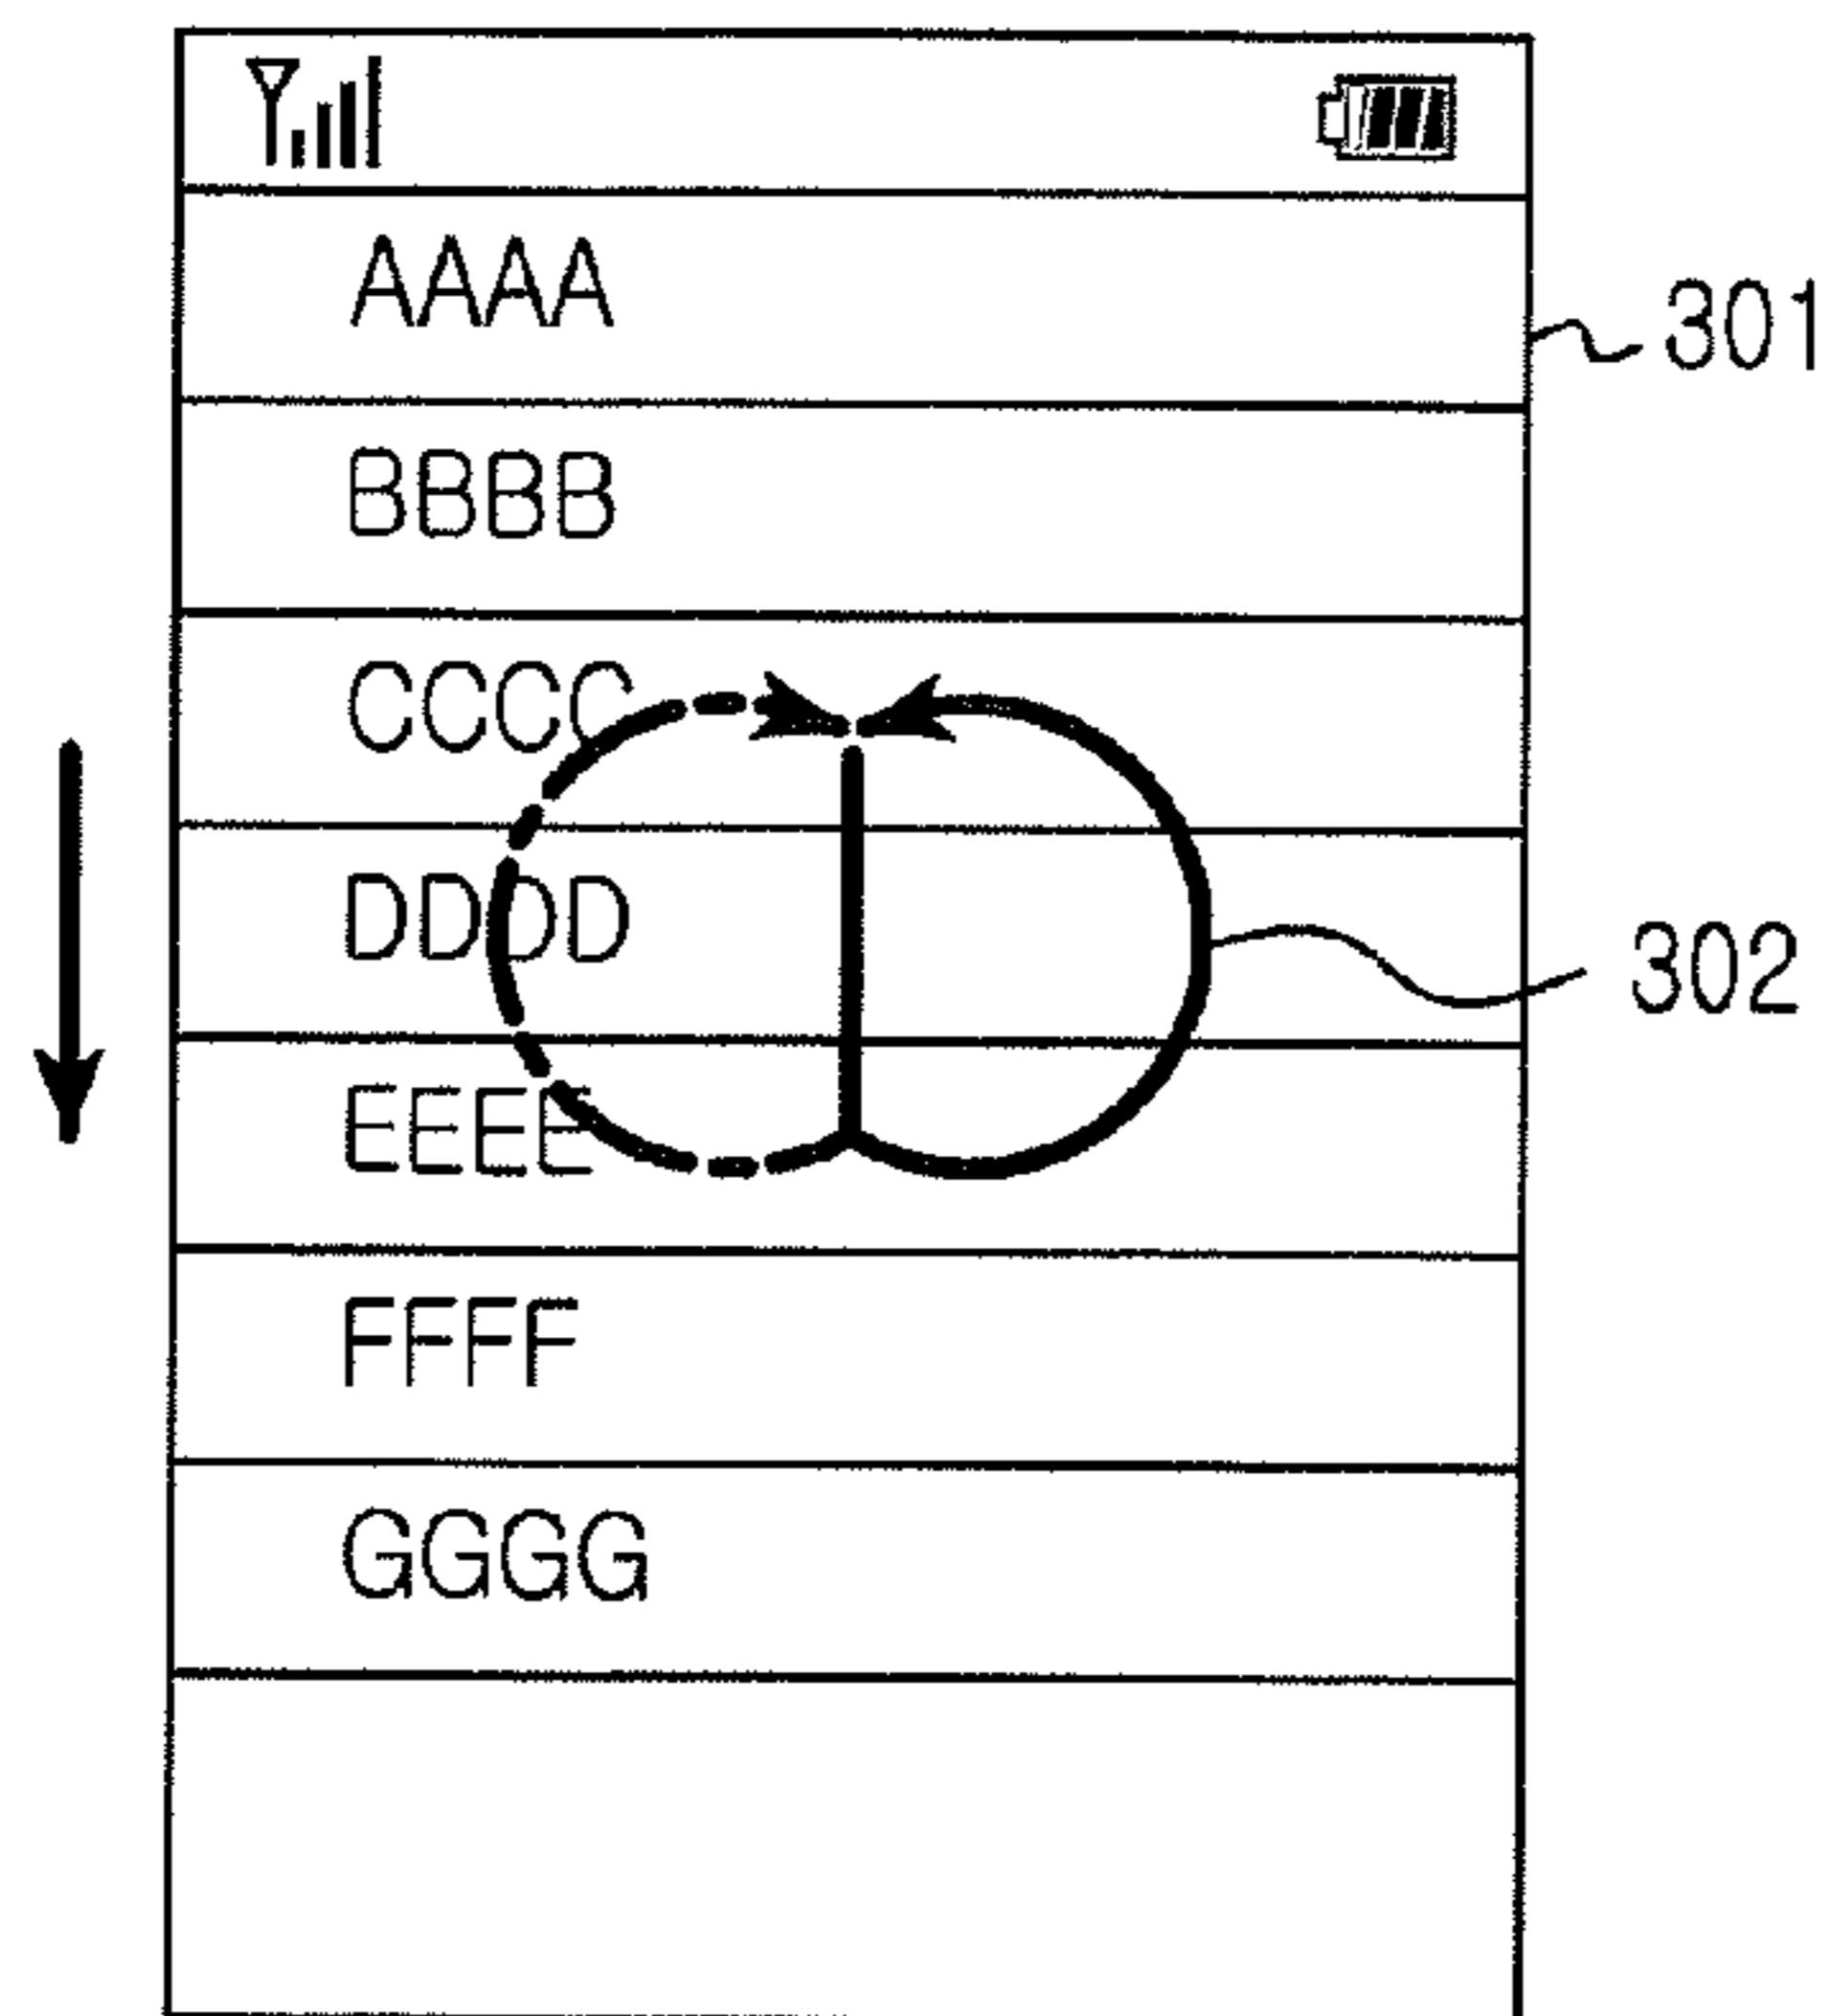 AAAA
301
BBBB
CCCC
DDDD
302
EEEE
FFFF
GGGG